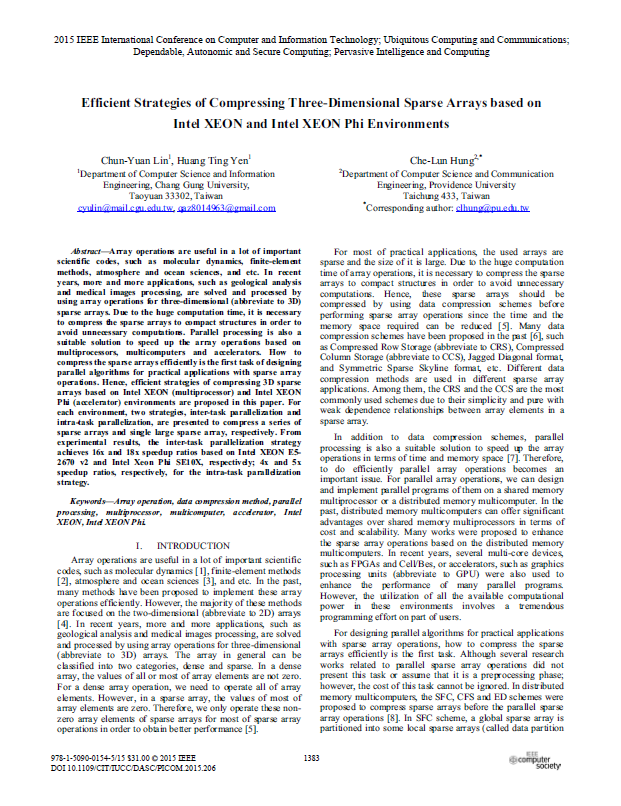 2015 IEEE International Conference on Computer and Information Technology; Ubiquitous Computing and Communications;
Dependable, Autonomic and Secure Computing; Pervasive Intelligence and Computing
Efficient Strategies of Compressing Three-Dimensional Sparse Arrays based on
Intel XEON and Intel XEON Phi Environments
Chun-Yuan Lin1, Huang Ting Yen1
1Department of Computer Science and Information
Engineering, Chang Gung University,
Taoyuan 33302, Taiwan
cyulin@mail.cgu.edu.tw, qaz8014963@gmail.com
Che-Lun Hung2,*
2Department of Computer Science and Communication
Engineering, Providence University
Taichung 433, Taiwan
*Corresponding author: clhung@pu.edu.tw
Abstract—Array operations are useful in a lot of important
scientific codes, such as molecular dynamics, finite-element
methods, atmosphere and ocean sciences, and etc. In recent
years, more and more applications, such as geological analysis
and medical images processing, are solved and processed by
using array operations for three-dimensional (abbreviate to 3D)
sparse arrays. Due to the huge computation time, it is necessary
to compress the sparse arrays to compact structures in order to
avoid unnecessary computations. Parallel processing is also a
suitable solution to speed up the array operations based on
multiprocessors, multicomputers and accelerators. How to
compress the sparse arrays efficiently is the first task of designing
parallel algorithms for practical applications with sparse array
operations. Hence, efficient strategies of compressing 3D sparse
arrays based on Intel XEON (multiprocessor) and Intel XEON
Phi (accelerator) environments are proposed in this paper. For
each environment, two strategies, inter-task parallelization and
intra-task parallelization, are presented to compress a series of
sparse arrays and single large sparse array, respectively. From
experimental results, the inter-task parallelization strategy
achieves 16x and 18x speedup ratios based on Intel XEON E5-
2670 v2 and Intel Xeon Phi SE10X, respectively; 4x and 5x
speedup ratios, respectively, for the intra-task parallelization
strategy.
Keywords—Array operation, data compression method, parallel
processing, multiprocessor, multicomputer, accelerator, Intel
XEON, Intel XEON Phi.
I. INTRODUCTION
Array operations are useful in a lot of important scientific
codes, such as molecular dynamics [1], finite-element methods
[2], atmosphere and ocean sciences [3], and etc. In the past,
many methods have been proposed to implement these array
operations efficiently. However, the majority of these methods
are focused on the two-dimensional (abbreviate to 2D) arrays
[4]. In recent years, more and more applications, such as
geological analysis and medical images processing, are solved
and processed by using array operations for three-dimensional
(abbreviate to 3D) arrays. The array in general can be
classified into two categories, dense and sparse. In a dense
array, the values of all or most of array elements are not zero.
For a dense array operation, we need to operate all of array
elements. However, in a sparse array, the values of most of
array elements are zero. Therefore, we only operate these non-
zero array elements of sparse arrays for most of sparse array
operations in order to obtain better performance [5].
For most of practical applications, the used arrays are
sparse and the size of it is large. Due to the huge computation
time of array operations, it is necessary to compress the sparse
arrays to compact structures in order to avoid unnecessary
computations. Hence, these sparse arrays should be
compressed by using data compression schemes before
performing sparse array operations since the time and the
memory space required can be reduced [5]. Many data
compression schemes have been proposed in the past [6], such
as Compressed Row Storage (abbreviate to CRS), Compressed
Column Storage (abbreviate to CCS), Jagged Diagonal format,
and Symmetric Sparse Skyline format, etc. Different data
compression methods are used in different sparse array
applications. Among them, the CRS and the CCS are the most
commonly used schemes due to their simplicity and pure with
weak dependence relationships between array elements in a
sparse array.
In addition to data compression schemes, parallel
processing is also a suitable solution to speed up the array
operations in terms of time and memory space [7]. Therefore,
to do efficiently parallel array operations becomes an
important issue. For parallel array operations, we can design
and implement parallel programs of them on a shared memory
multiprocessor or a distributed memory multicomputer. In the
past, distributed memory multicomputers can offer significant
advantages over shared memory multiprocessors in terms of
cost and scalability. Many works were proposed to enhance
the sparse array operations based on the distributed memory
multicomputers. In recent years, several multi-core devices,
such as FPGAs and Cell/Bes, or accelerators, such as graphics
processing units (abbreviate to GPU) were also used to
enhance the performance of many parallel programs.
However, the utilization of all the available computational
power in these environments involves a tremendous
programming effort on part of users.
For designing parallel algorithms for practical applications
with sparse array operations, how to compress the sparse
arrays efficiently is the first task. Although several research
works related to parallel sparse array operations did not
present this task or assume that it is a preprocessing phase;
however, the cost of this task cannot be ignored. In distributed
memory multicomputers, the SFC, CFS and ED schemes were
proposed to compress sparse arrays before the parallel sparse
array operations [8]. In SFC scheme, a global sparse array is
partitioned into some local sparse arrays (called data partition
978-1-5090-0154-5/15 $31.00 © 2015 IEEE
DOI 10.1109/CIT/IUCC/DASC/PICOM.2015.206
1383
IEEE
computer
society